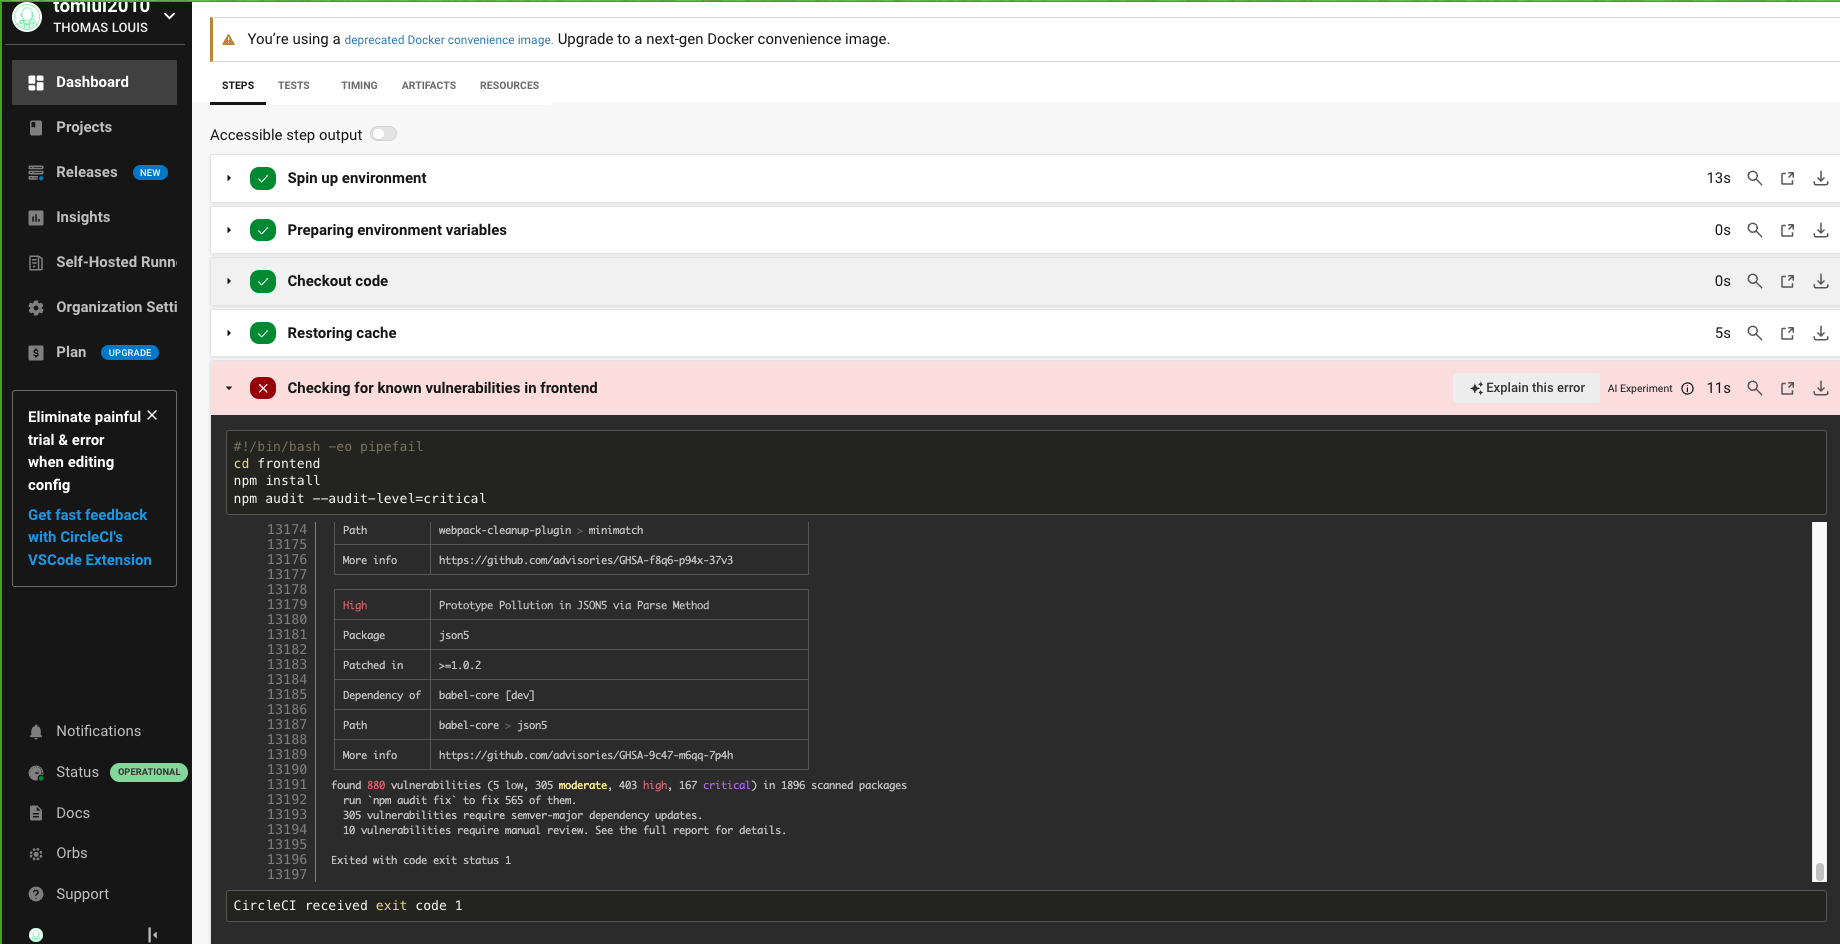 tomlui2010
THOMAS LOUIS
Dashboard
Projects
Releases NEW
Insights
Self-Hosted Runn
Organization Setti
Plan UPGRADE
Eliminate painful
trial & error
when editing
config
Get fast feedback
with CircleCI's
VSCode Extension
Notifications
Status OPERATIONAL
Docs
Orbs
Support
You're using a deprecated Docker convenience image. Upgrade to a next-gen Docker convenience image.
STEPS TESTS TIMING ARTIFACTS RESOURCES
Accessible step output
Spin up environment 13s
Preparing environment variables 0s
Checkout code 0s
Restoring cache 5s
Checking for known vulnerabilities in frontend Explain this error AI Experiment 11s
#!/bin/bash -eo pipefail
cd frontend
npm install
npm audit --audit-level=critical
13174 Path webpack-cleanup-plugin > minimatch
13175
13176 More info https://github.com/advisories/GHSA-f8q6-p94x-37v3
13177
13178
13179 High Prototype Pollution in JSON5 via Parse Method
13180
13181 Package json5
13182
13183 Patched in >=1.0.2
13184
13185 Dependency of babel-core [dev]
13186
13187 Path babel-core > json5
13188
13189 More info https://github.com/advisories/GHSA-9c47-m6qq-7p4h
13190
13191 found 880 vulnerabilities (5 low, 305 moderate, 403 high, 167 critical) in 1896 scanned packages
13192 run `npm audit fix` to fix 565 of them.
13193 305 vulnerabilities require semver-major dependency updates.
13194 10 vulnerabilities require manual review. See the full report for details.
13195
13196 Exited with code exit status 1
13197
CircleCI received exit code 1